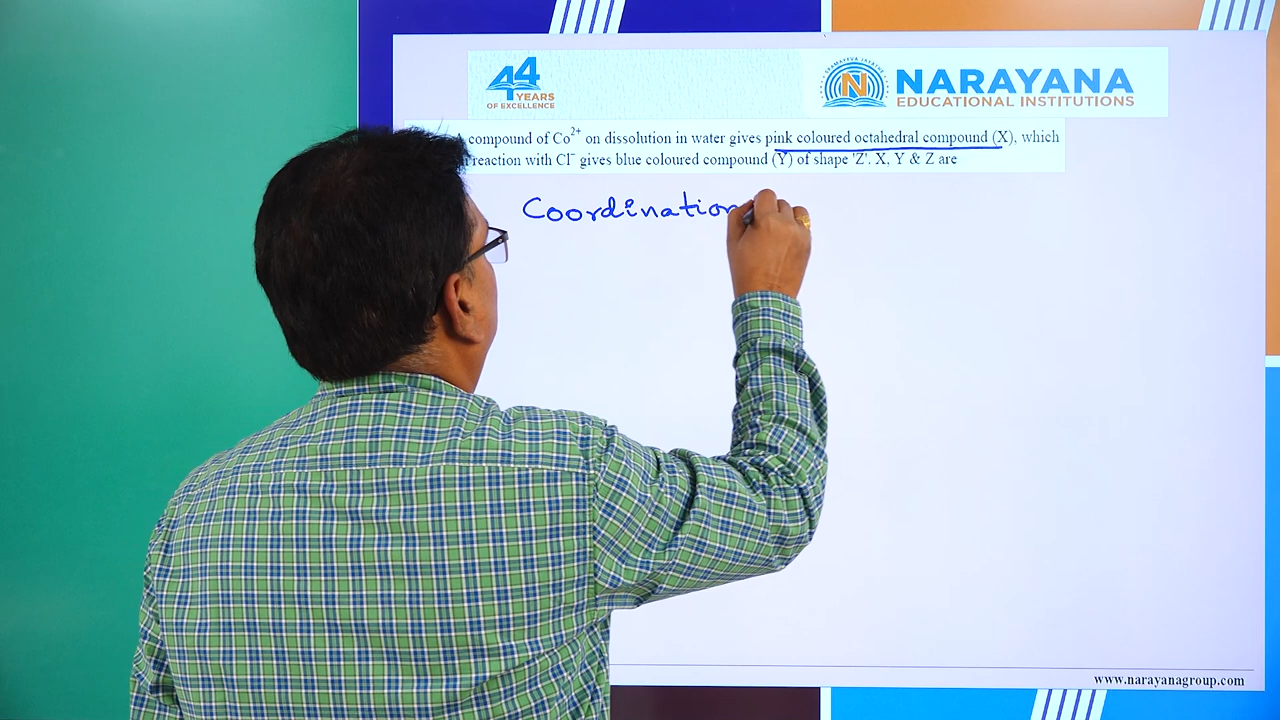 44
YEARS
OF EXCELLENCE
N
NARAYANA
EDUCATIONAL INSTITUTIONS
compound of Co²⁺ on dissolution in water gives pink coloured octahedral compound (X), which
reaction with Cl⁻ gives blue coloured compound (Y) of shape 'Z'. X, Y & Z are
Coordination
www.narayanagroup.com